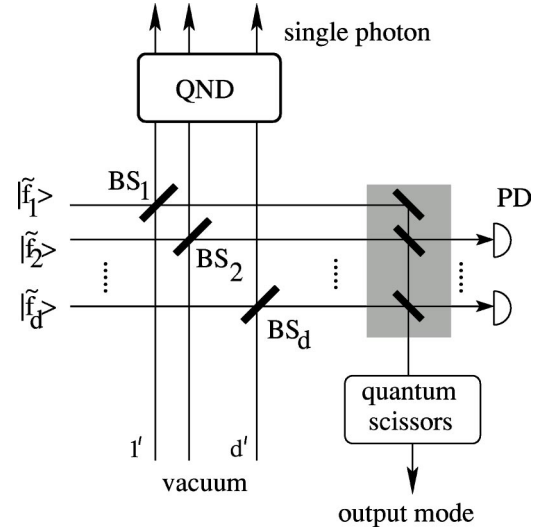 single photon
QND
|f̃₁>
BS₁
PD
|f̃₂>
BS₂
|f̃d>
BSd
quantum
scissors
1′
d′
vacuum
output mode